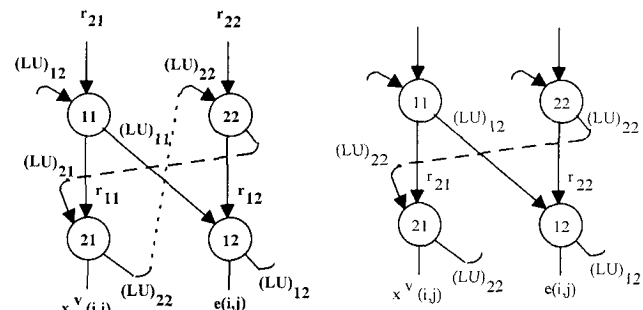 r21 r22
(LU)12 (LU)22
11 22 11 22
(LU)11 (LU)12 (LU)22
(LU)21 (LU)22
r11 r12 r21 r22
21 12 21 12
(LU)22 (LU)12 (LU)22 (LU)12
x v (i,j) e(i,j) x v (i,j) e(i,j)